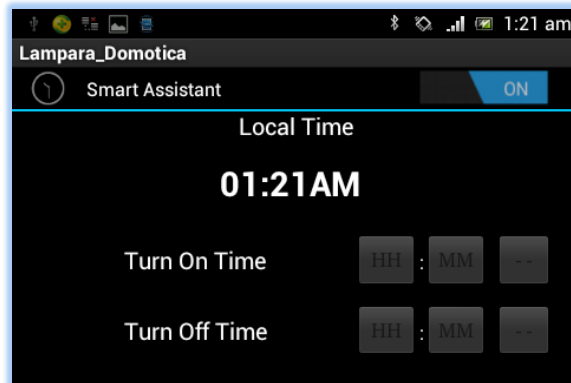 1:21 am
Lampara_Domotica
Smart Assistant ON
Local Time
01:21AM
Turn On Time HH : MM --
Turn Off Time HH : MM --